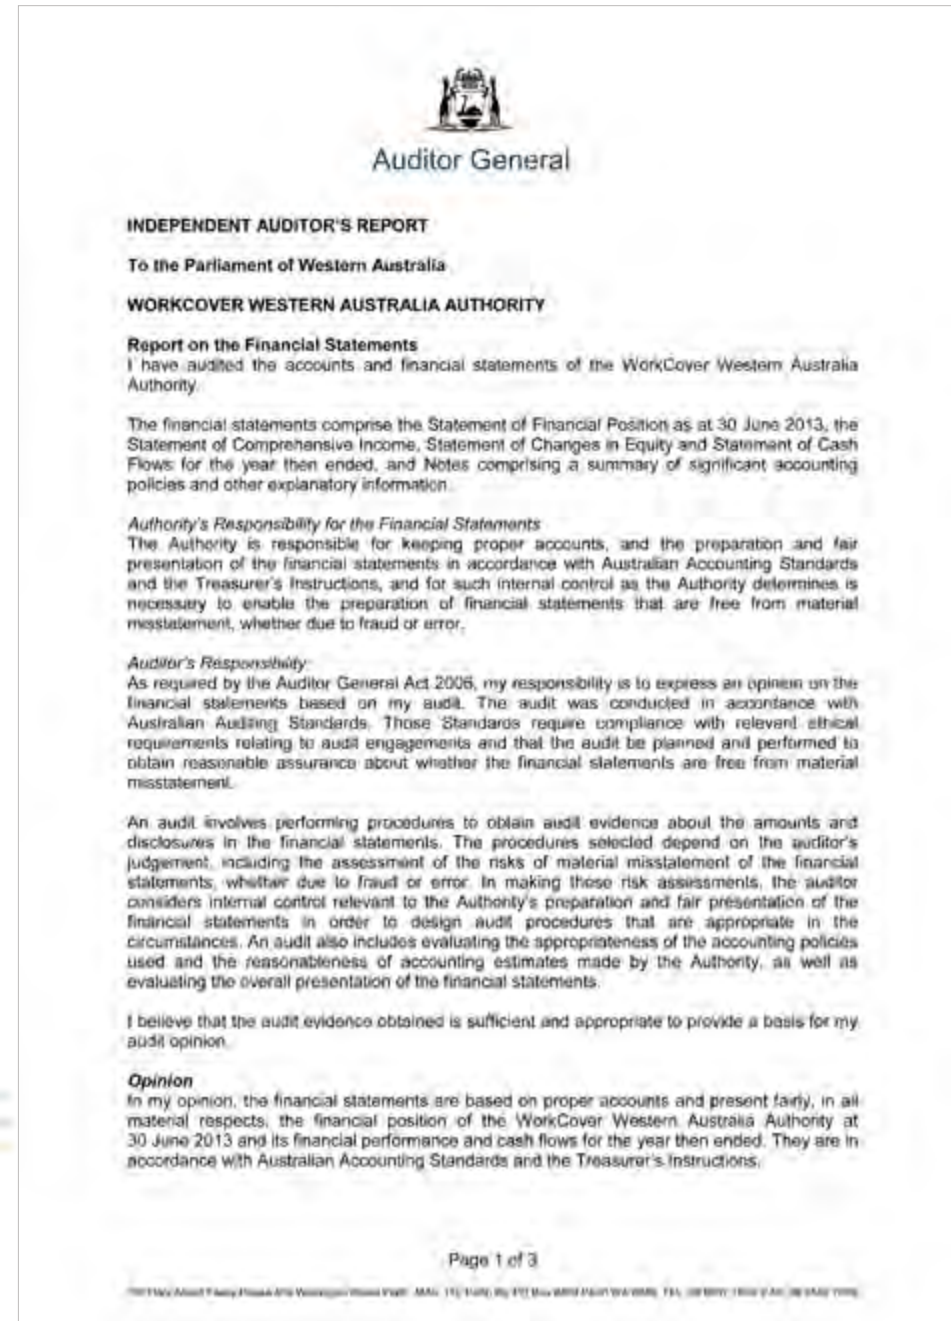 Auditor General
INDEPENDENT AUDITOR'S REPORT
To the Parliament of Western Australia
WORKCOVER WESTERN AUSTRALIA AUTHORITY
Report on the Financial Statements
I have audited the accounts and financial statements of the WorkCover Western Australia
Authority.
The financial statements comprise the Statement of Financial Position as at 30 June 2013, the
Statement of Comprehensive Income, Statement of Changes in Equity and Statement of Cash
Flows for the year then ended, and Notes comprising a summary of significant accounting
policies and other explanatory information.
Authority's Responsibility for the Financial Statements
The Authority is responsible for keeping proper accounts, and the preparation and fair
presentation of the financial statements in accordance with Australian Accounting Standards
and the Treasurer's Instructions, and for such internal control as the Authority determines is
necessary to enable the preparation of financial statements that are free from material
misstatement, whether due to fraud or error.
Auditor's Responsibility
As required by the Auditor General Act 2006, my responsibility is to express an opinion on the
financial statements based on my audit. The audit was conducted in accordance with
Australian Auditing Standards. Those Standards require compliance with relevant ethical
requirements relating to audit engagements and that the audit be planned and performed to
obtain reasonable assurance about whether the financial statements are free from material
misstatement.
An audit involves performing procedures to obtain audit evidence about the amounts and
disclosures in the financial statements. The procedures selected depend on the auditor's
judgement, including the assessment of the risks of material misstatement of the financial
statements, whether due to fraud or error. In making those risk assessments, the auditor
considers internal control relevant to the Authority's preparation and fair presentation of the
financial statements in order to design audit procedures that are appropriate in the
circumstances. An audit also includes evaluating the appropriateness of the accounting policies
used and the reasonableness of accounting estimates made by the Authority, as well as
evaluating the overall presentation of the financial statements.
I believe that the audit evidence obtained is sufficient and appropriate to provide a basis for my
audit opinion.
Opinion
In my opinion, the financial statements are based on proper accounts and present fairly, in all
material respects, the financial position of the WorkCover Western Australia Authority at
30 June 2013 and its financial performance and cash flows for the year then ended. They are in
accordance with Australian Accounting Standards and the Treasurer's Instructions.
Page 1 of 3